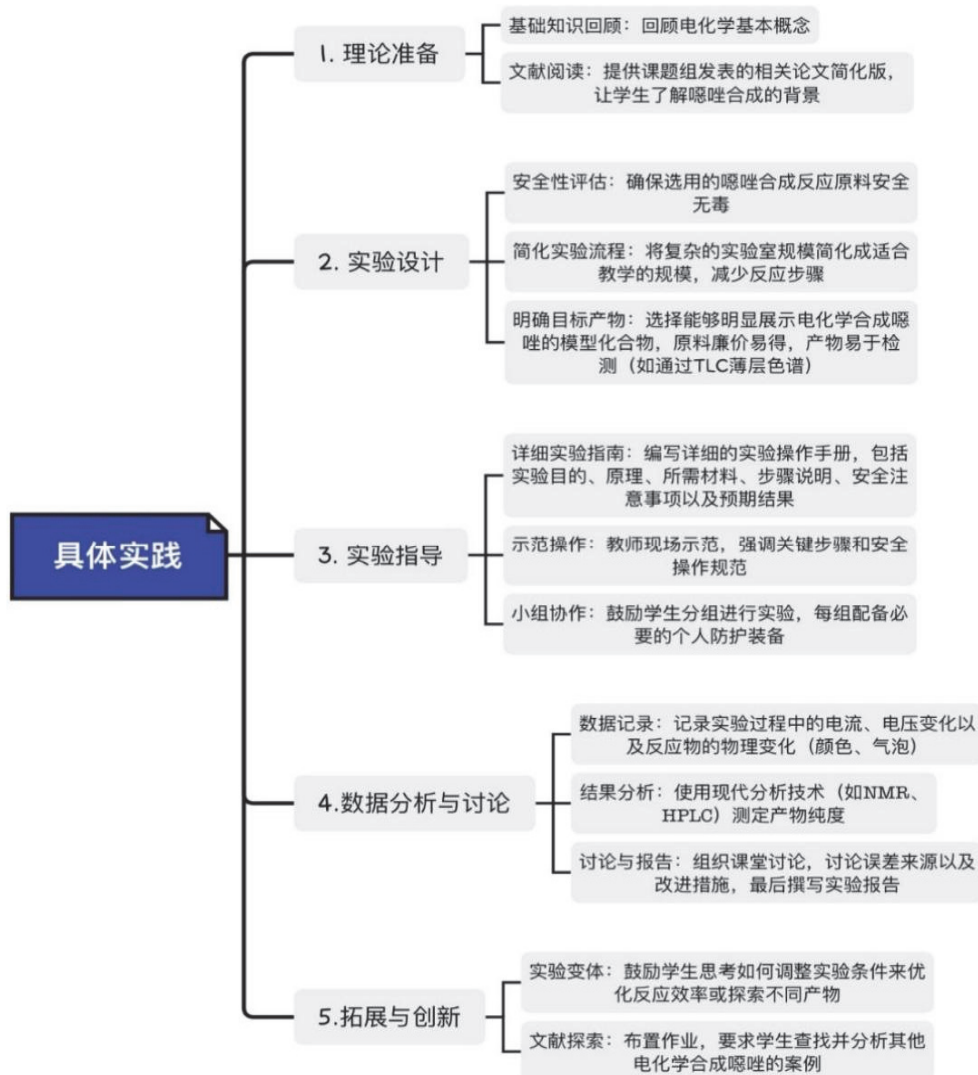 具体实践
1. 理论准备
基础知识回顾：回顾电化学基本概念
文献阅读：提供课题组发表的相关论文简化版，
让学生了解噁唑合成的背景
2. 实验设计
安全性评估：确保选用的噁唑合成反应原料安全
无毒
简化实验流程：将复杂的实验室规模简化成适合
教学的规模，减少反应步骤
明确目标产物：选择能够明显展示电化学合成噁
唑的模型化合物，原料廉价易得，产物易于检
测（如通过TLC薄层色谱）
3. 实验指导
详细实验指南：编写详细的实验操作手册，包括
实验目的、原理、所需材料、步骤说明、安全注
意事项以及预期结果
示范操作：教师现场示范，强调关键步骤和安全
操作规范
小组协作：鼓励学生分组进行实验，每组配备必
要的个人防护装备
4.数据分析与讨论
数据记录：记录实验过程中的电流、电压变化以
及反应物的物理变化（颜色、气泡）
结果分析：使用现代分析技术（如NMR、
HPLC）测定产物纯度
讨论与报告：组织课堂讨论，讨论误差来源以及
改进措施，最后撰写实验报告
5.拓展与创新
实验变体：鼓励学生思考如何调整实验条件来优
化反应效率或探索不同产物
文献探索：布置作业，要求学生查找并分析其他
电化学合成噁唑的案例